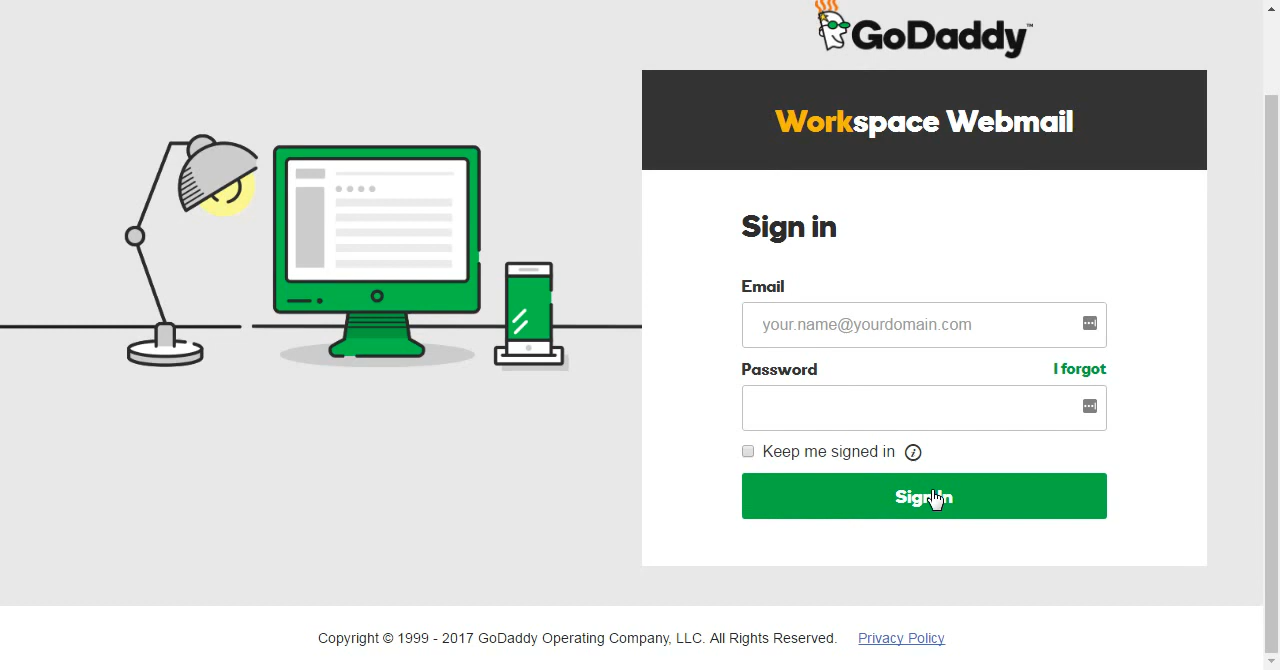 GoDaddy™
Workspace Webmail
Sign in
Email
your.name@yourdomain.com
Password
I forgot
Keep me signed in
Sign In
Copyright © 1999 - 2017 GoDaddy Operating Company, LLC. All Rights Reserved. Privacy Policy